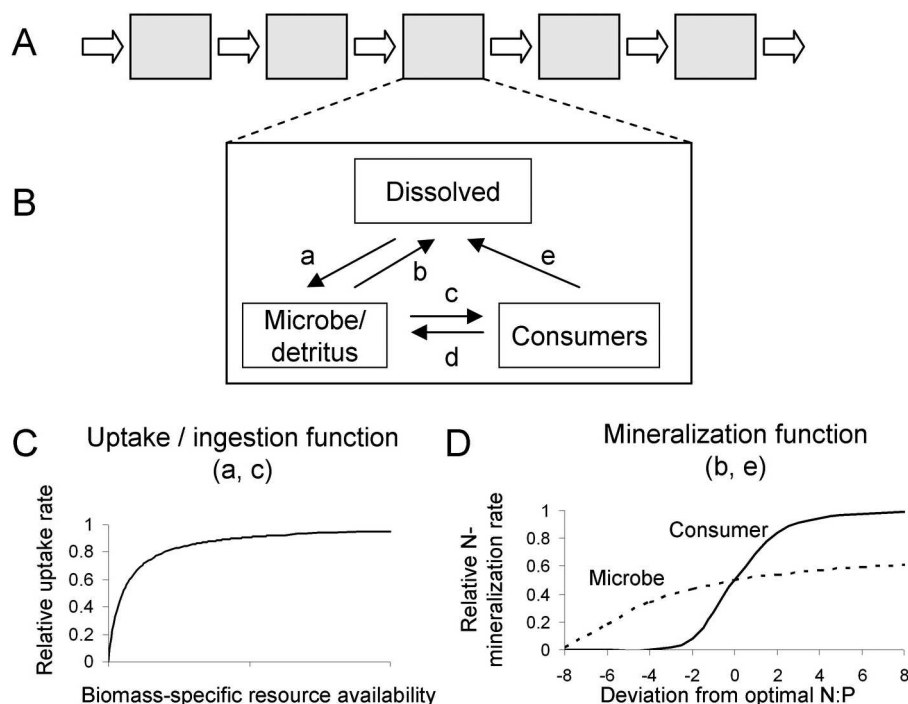 A
B
Dissolved
a
b
e
c
Microbe/
detritus
Consumers
d
C
Uptake / ingestion function
(a, c)
Relative uptake rate
1
0.8
0.6
0.4
0.2
0
Biomass-specific resource availability
D
Mineralization function
(b, e)
Relative N-
mineralization rate
1
0.8
0.6
0.4
0.2
0
Consumer
Microbe
-8 -6 -4 -2 0 2 4 6 8
Deviation from optimal N:P